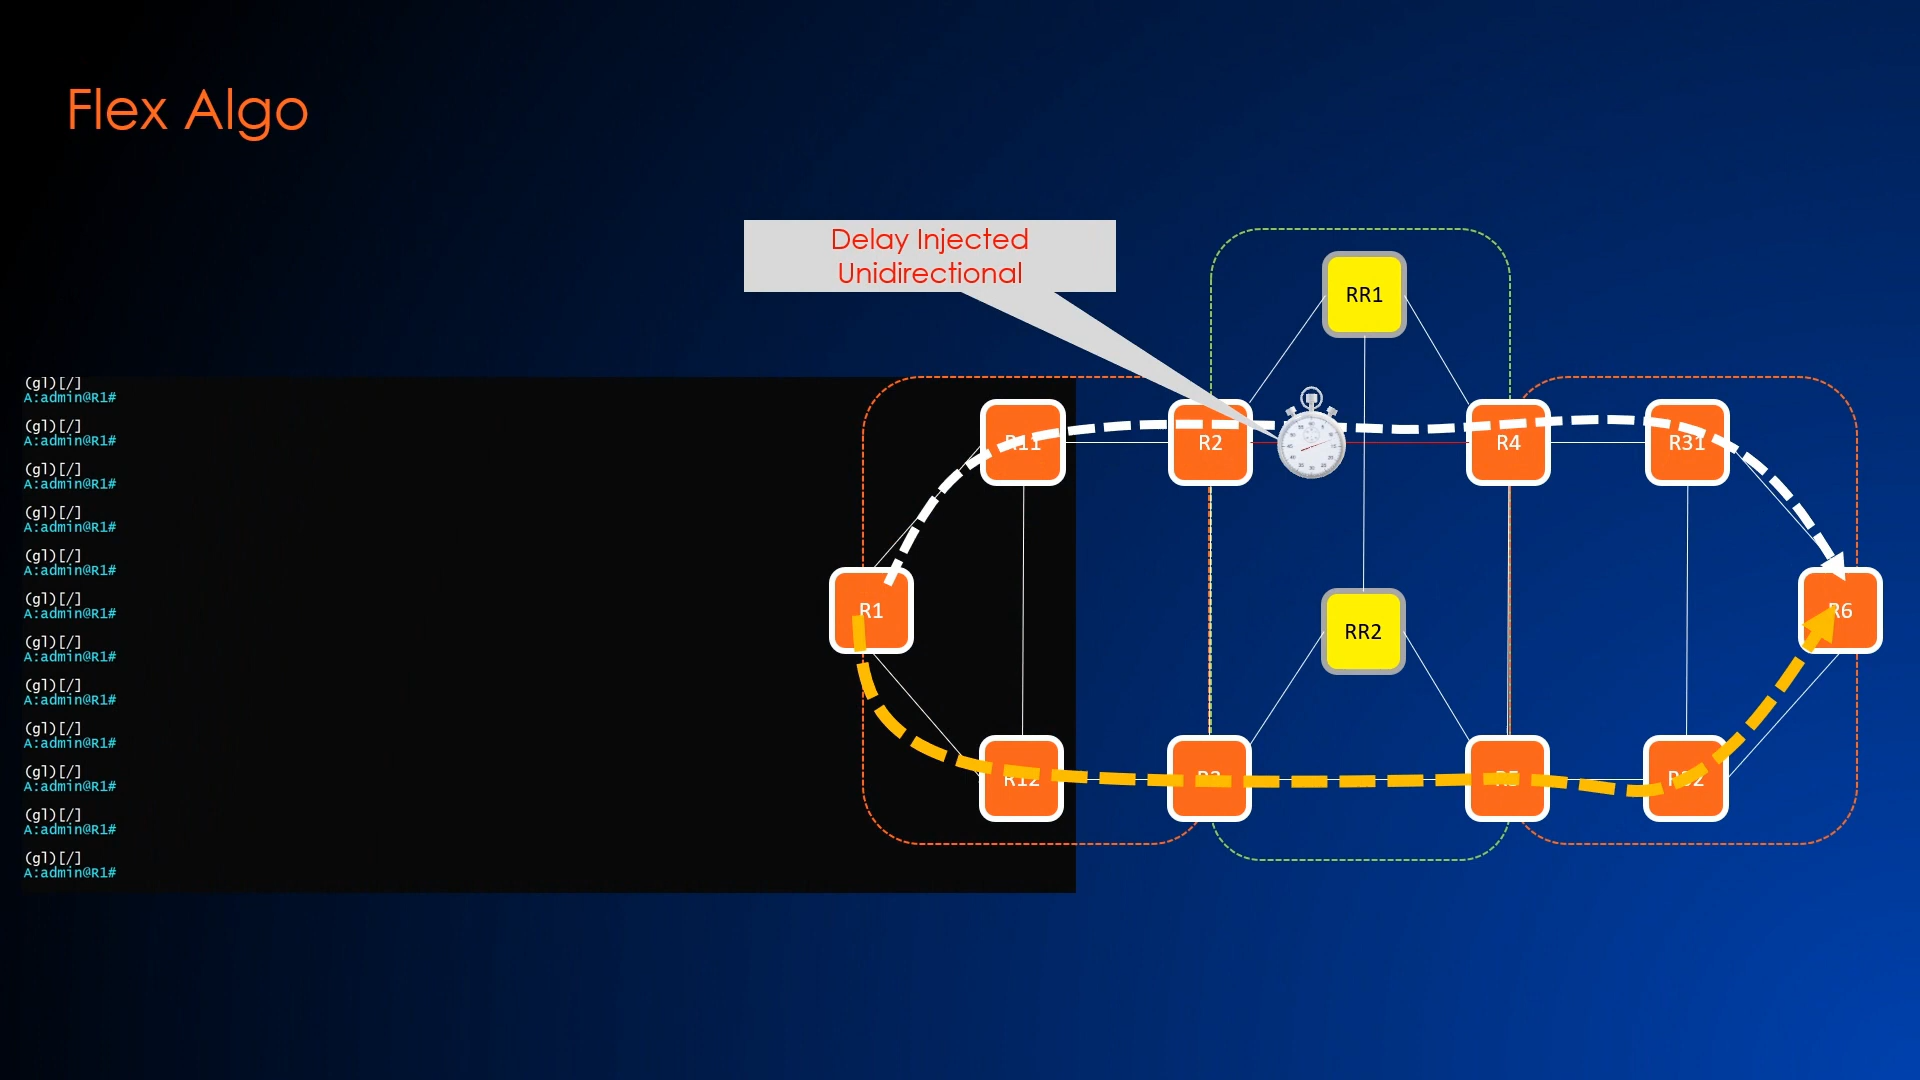 Flex Algo
Delay Injected
Unidirectional
RR1
(gl)[/]
A:admin@R1#
(gl)[/]
A:admin@R1#
(gl)[/]
A:admin@R1#
(gl)[/]
A:admin@R1#
(gl)[/]
A:admin@R1#
(gl)[/]
A:admin@R1#
(gl)[/]
A:admin@R1#
(gl)[/]
A:admin@R1#
(gl)[/]
A:admin@R1#
(gl)[/]
A:admin@R1#
(gl)[/]
A:admin@R1#
(gl)[/]
A:admin@R1#
R11
R2
R4
R31
R1
RR2
R6
R12